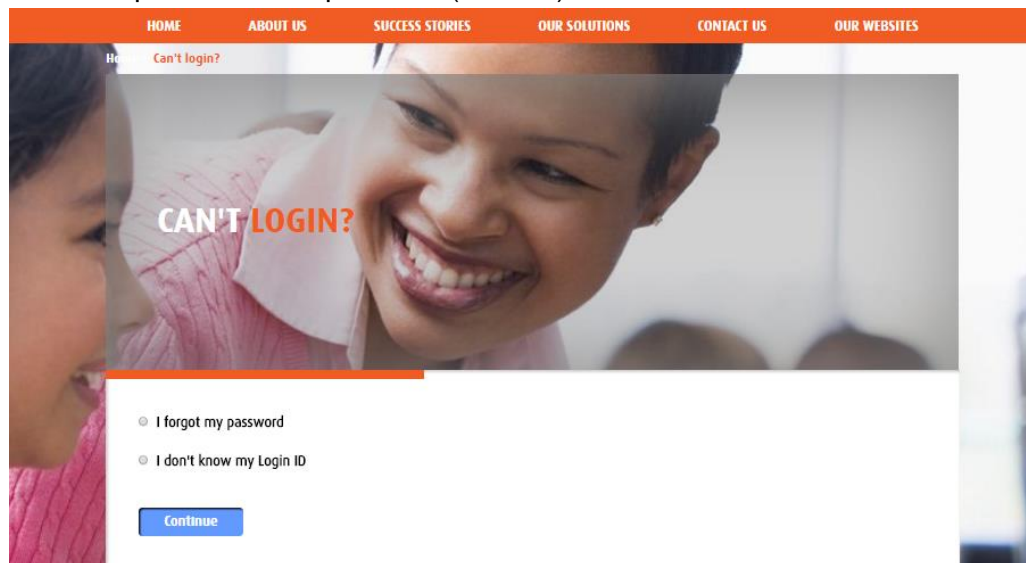 HOME ABOUT US SUCCESS STORIES OUR SOLUTIONS CONTACT US OUR WEBSITES
Can't login?
CAN'T LOGIN?
I forgot my password
I don't know my Login ID
Continue